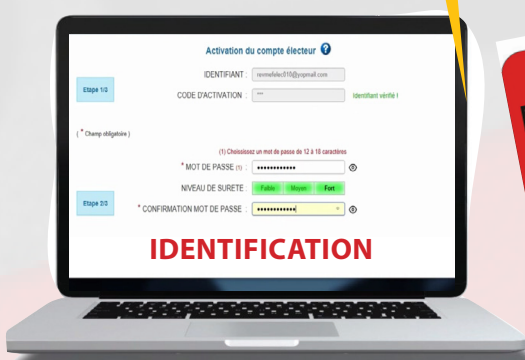 Activation du compte électeur ?
IDENTIFIANT :
Etape 1/2
CODE D'ACTIVATION : ***
Identifiant vérifié !
( * Champ obligatoire )
(1) Choisissez un mot de passe de 12 à 18 caractères
* MOT DE PASSE (1) : ••••••••••••
NIVEAU DE SURETE : Faible Moyen Fort
Etape 2/2
* CONFIRMATION MOT DE PASSE : ••••••••••••
IDENTIFICATION